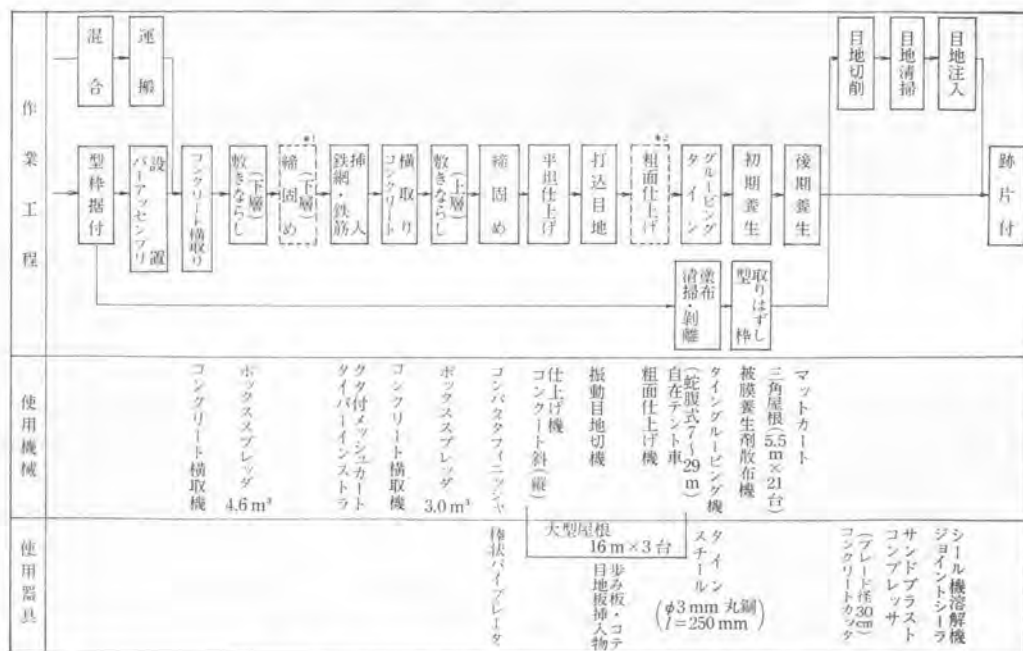 作業工程
混合
運搬
目地切削
目地清掃
目地注入
型枠据付
バーアッセンブリ
設置
コンクリート横取り
敷きならし
(下層)
*1
締固め
(下層)
鉄網・鉄筋
挿入
コンクリート
横取り
敷きならし
(上層)
締固め
平坦仕上げ
打込目地
*2
粗面仕上げ
タイン
グルービング
初期養生
後期養生
跡片付
清掃・剝離
塗布
型枠
取りはずし
使用機械
コンクリート横取機
ボックススプレッダ
4.6 m³
タイバーインストラ
クタ付メッシュカート
コンクリート横取機
ボックススプレッダ
3.0 m³
コンパクタフィニッシャ
コンクート斜(縦)
仕上げ機
振動目地切機
粗面仕上げ機
自在テント車
(蛇腹式7〜29m)
タイングルービング機
被膜養生剤散布機
三角屋根(5.5m×21台)
マットカート
使用器具
棒状バイブレータ
大型屋根
16 m×3 台
目地板・挿入物
歩み板・コテ
スチール
タイン
(φ3 mm 丸鋼
l=250 mm)
コンクリートカッタ
(ブレード径30cm)
コンプレッサ
サンドブラスト
ジョイントシーラ
シール機溶解機